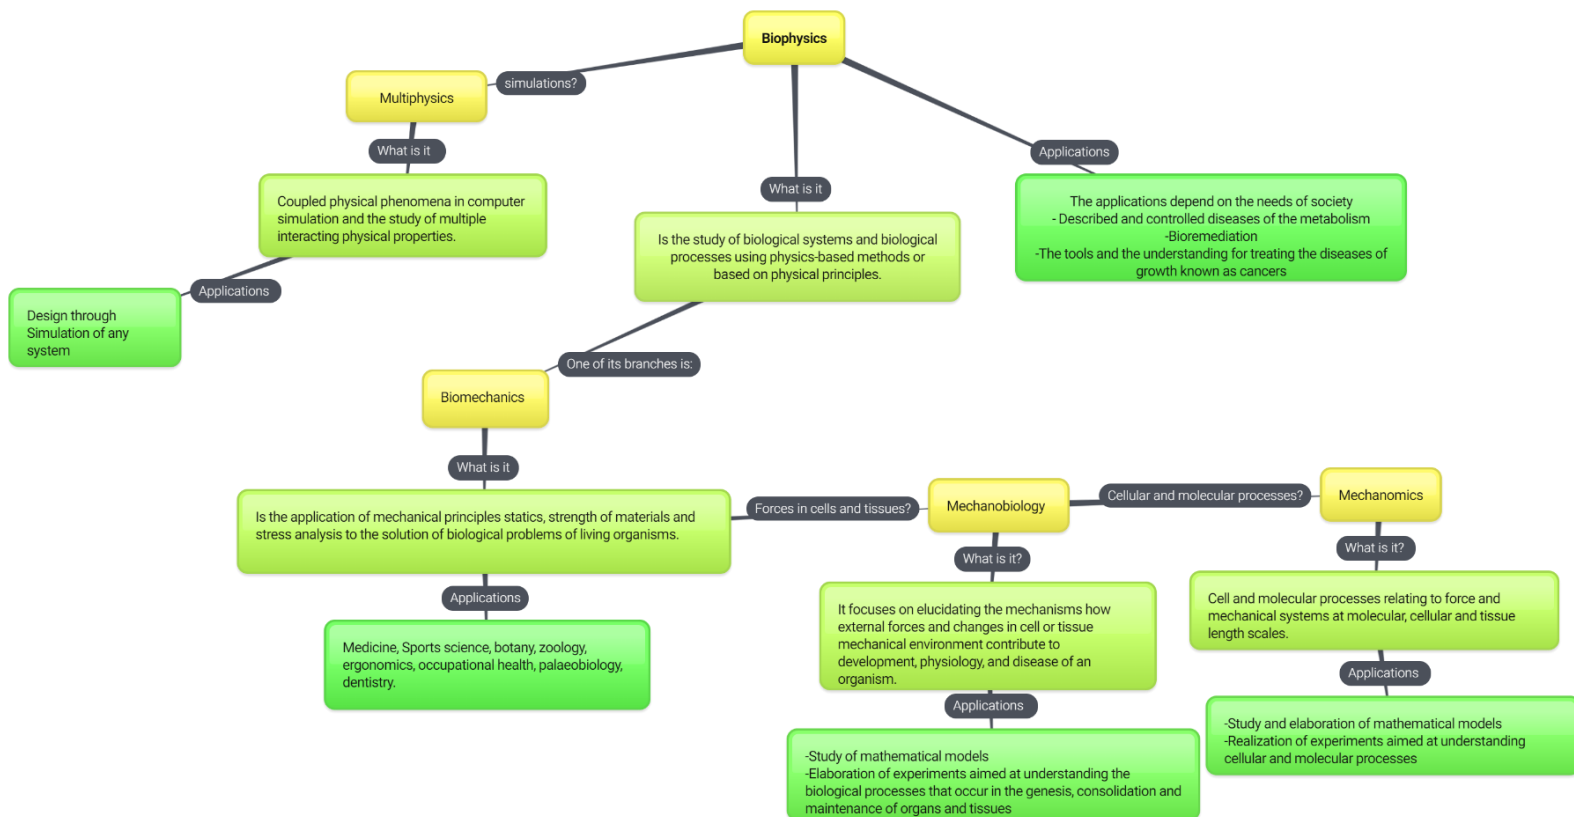 Biophysics
simulations?
Multiphysics
What is it
Coupled physical phenomena in computer
simulation and the study of multiple
interacting physical properties.
Applications
Design through
Simulation of any
system
What is it
Is the study of biological systems and biological
processes using physics-based methods or
based on physical principles.
Applications
The applications depend on the needs of society
- Described and controlled diseases of the metabolism
-Bioremediation
-The tools and the understanding for treating the diseases of
growth known as cancers
One of its branches is:
Biomechanics
What is it
Is the application of mechanical principles statics, strength of materials and
stress analysis to the solution of biological problems of living organisms.
Applications
Medicine, Sports science, botany, zoology,
ergonomics, occupational health, palaeobiology,
dentistry.
Forces in cells and tissues?
Mechanobiology
What is it?
It focuses on elucidating the mechanisms how
external forces and changes in cell or tissue
mechanical environment contribute to
development, physiology, and disease of an
organism.
Applications
-Study of mathematical models
-Elaboration of experiments aimed at understanding the
biological processes that occur in the genesis, consolidation and
maintenance of organs and tissues
Cellular and molecular processes?
Mechanomics
What is it?
Cell and molecular processes relating to force and
mechanical systems at molecular, cellular and tissue
length scales.
Applications
-Study and elaboration of mathematical models
-Realization of experiments aimed at understanding
cellular and molecular processes